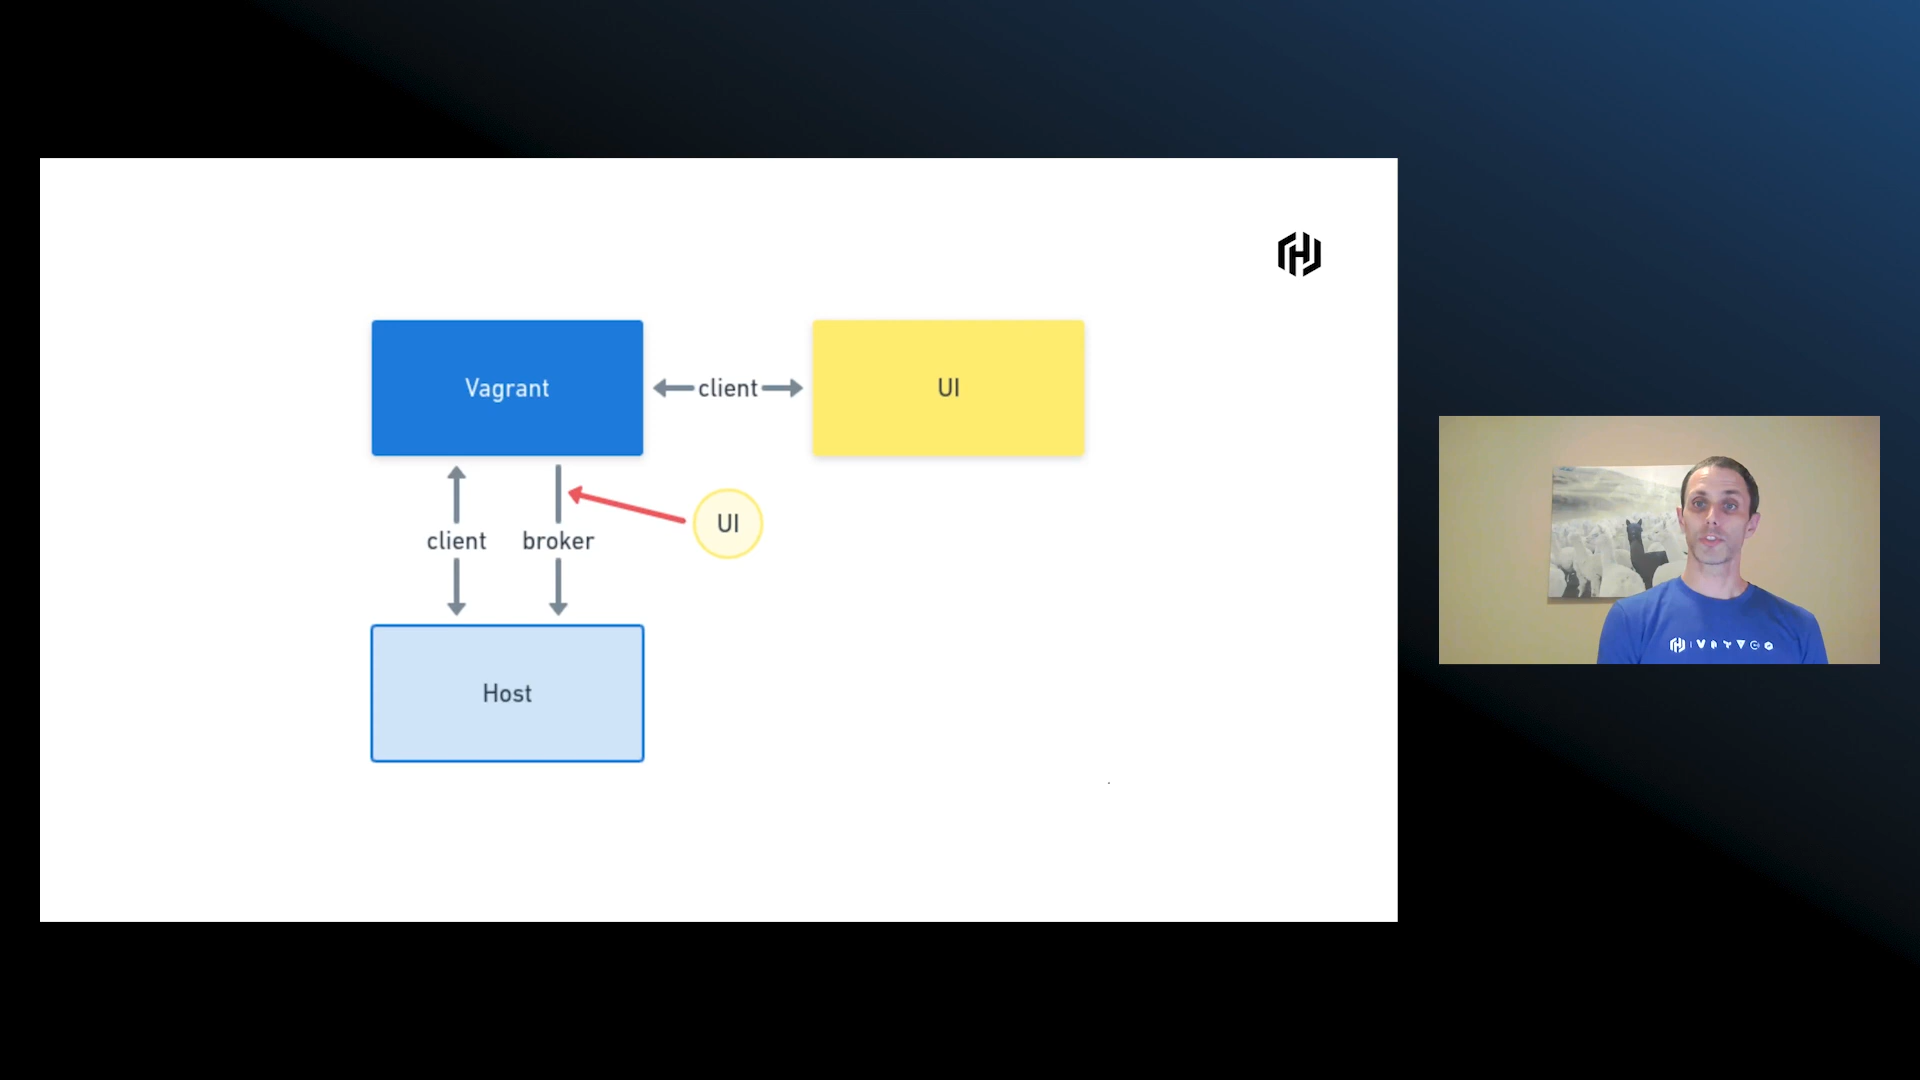 Vagrant
client
UI
UI
client
broker
Host